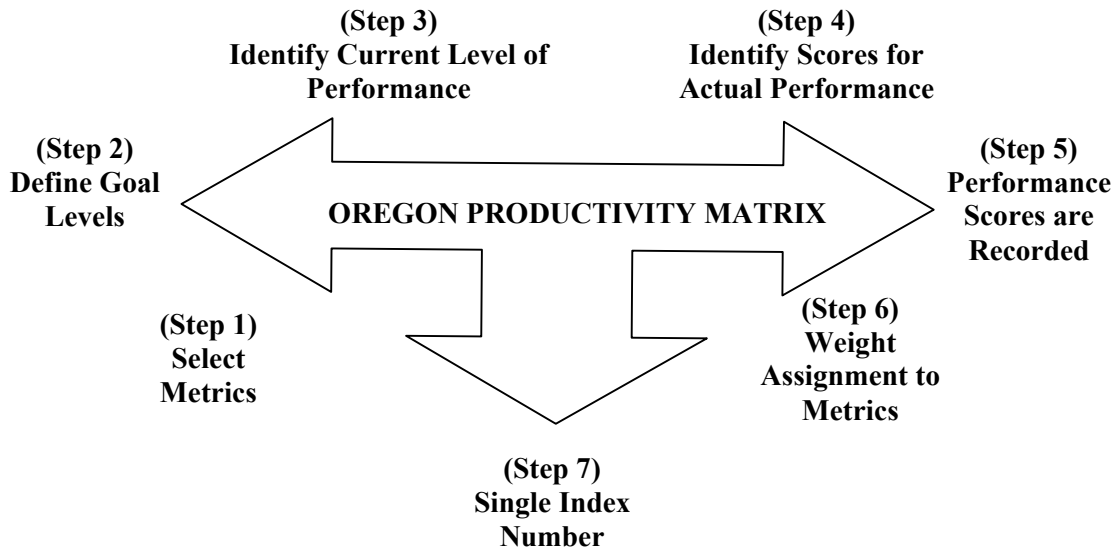 (Step 3)
Identify Current Level of
Performance
(Step 4)
Identify Scores for
Actual Performance
(Step 2)
Define Goal
Levels
OREGON PRODUCTIVITY MATRIX
(Step 5)
Performance
Scores are
Recorded
(Step 1)
Select
Metrics
(Step 6)
Weight
Assignment to
Metrics
(Step 7)
Single Index
Number